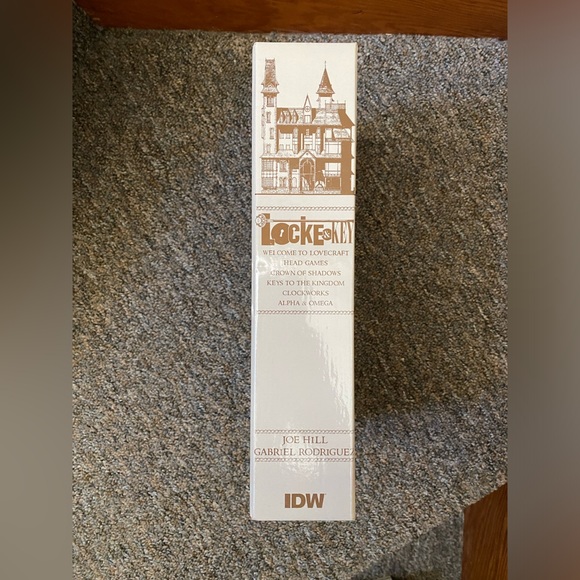 LOCKE & KEY
WELCOME TO LOVECRAFT
HEAD GAMES
CROWN OF SHADOWS
KEYS TO THE KINGDOM
CLOCKWORKS
ALPHA & OMEGA
JOE HILL
GABRIEL RODRIGUEZ
IDW